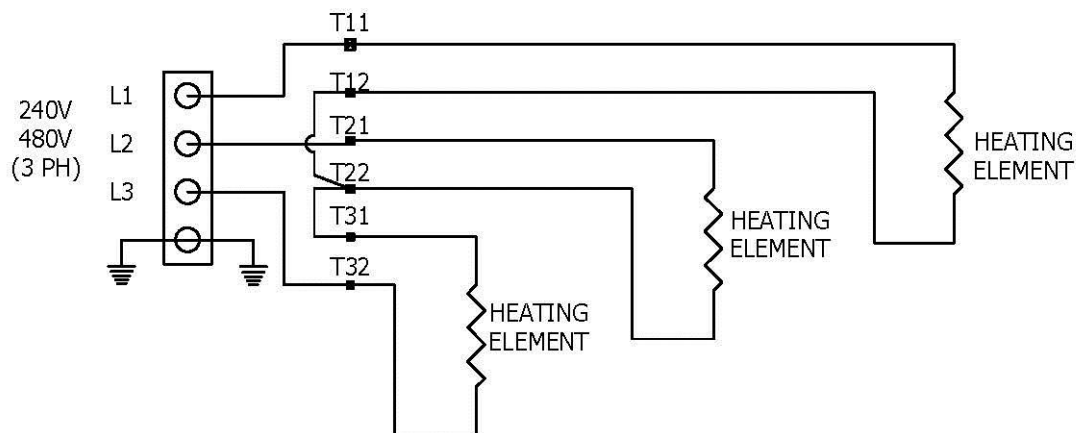 T11
T12
T21
T22
T31
T32
240V
480V
(3 PH)
L1
L2
L3
HEATING
ELEMENT
HEATING
ELEMENT
HEATING
ELEMENT